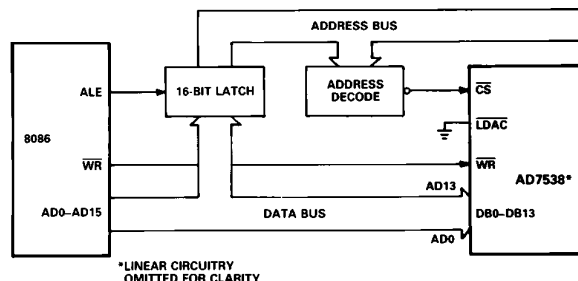 ADDRESS BUS
ALE
16-BIT LATCH
ADDRESS
DECODE
CS
LDAC
8086
WR
WR
AD7538*
AD13
AD0–AD15
DATA BUS
DB0–DB13
AD0
*LINEAR CIRCUITRY
OMITTED FOR CLARITY